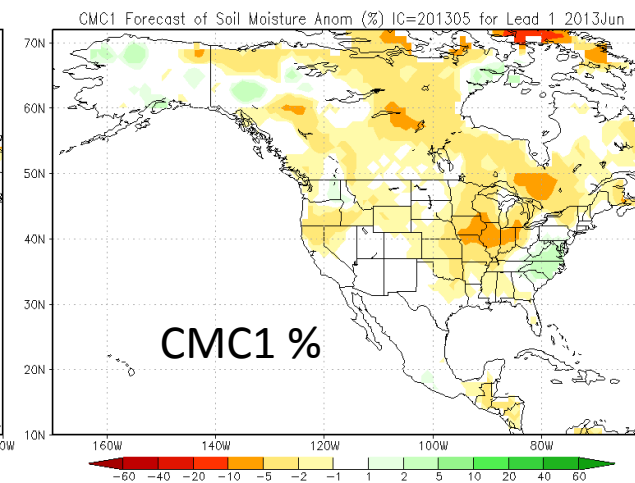 CMC1 Forecast of Soil Moisture Anom (%) IC=201305 for Lead 1 2013Jun
70N
60N
50N
40N
30N
20N
10N
CMC1 %
0W 160W 140W 120W 100W 80W
-60 -40 -20 -10 -5 -2 -1 1 2 5 10 20 40 60